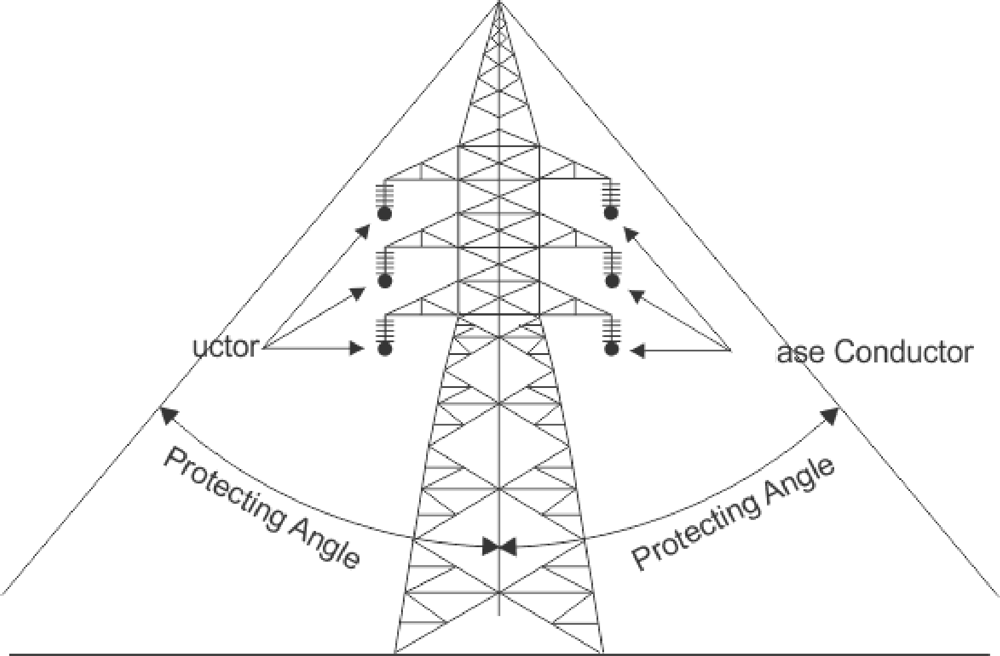 uctor
ase Conductor
Protecting Angle
Protecting Angle